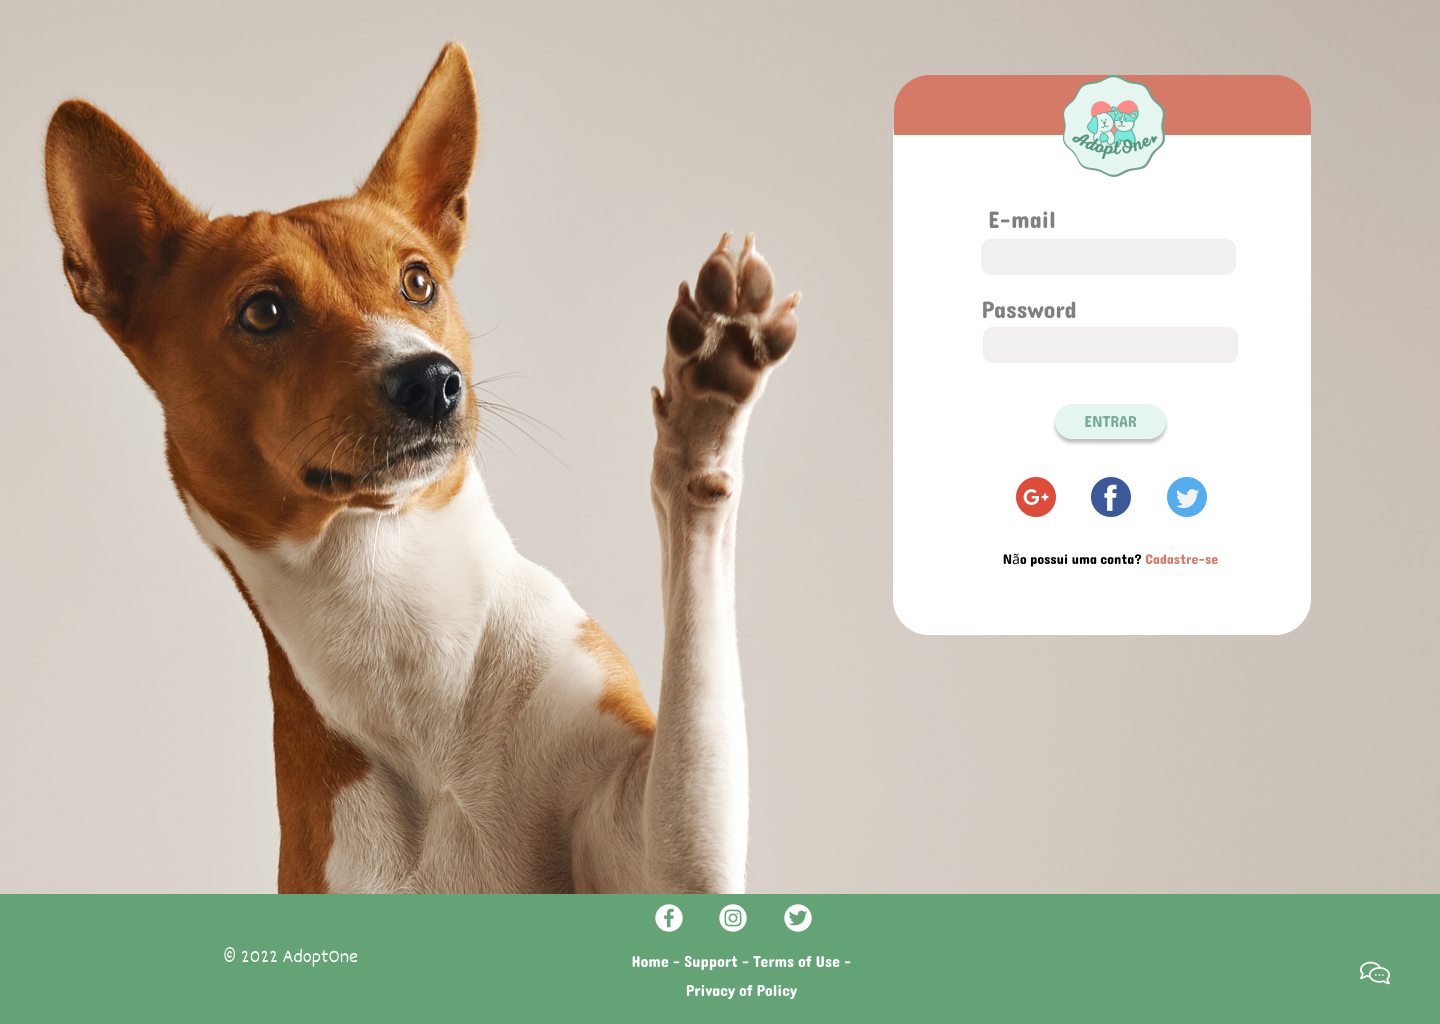 AdoptOne
E-mail
Password
ENTRAR
G+
Não possui uma conta? Cadastre-se
© 2022 AdoptOne
Home - Support - Terms of Use -
Privacy of Policy